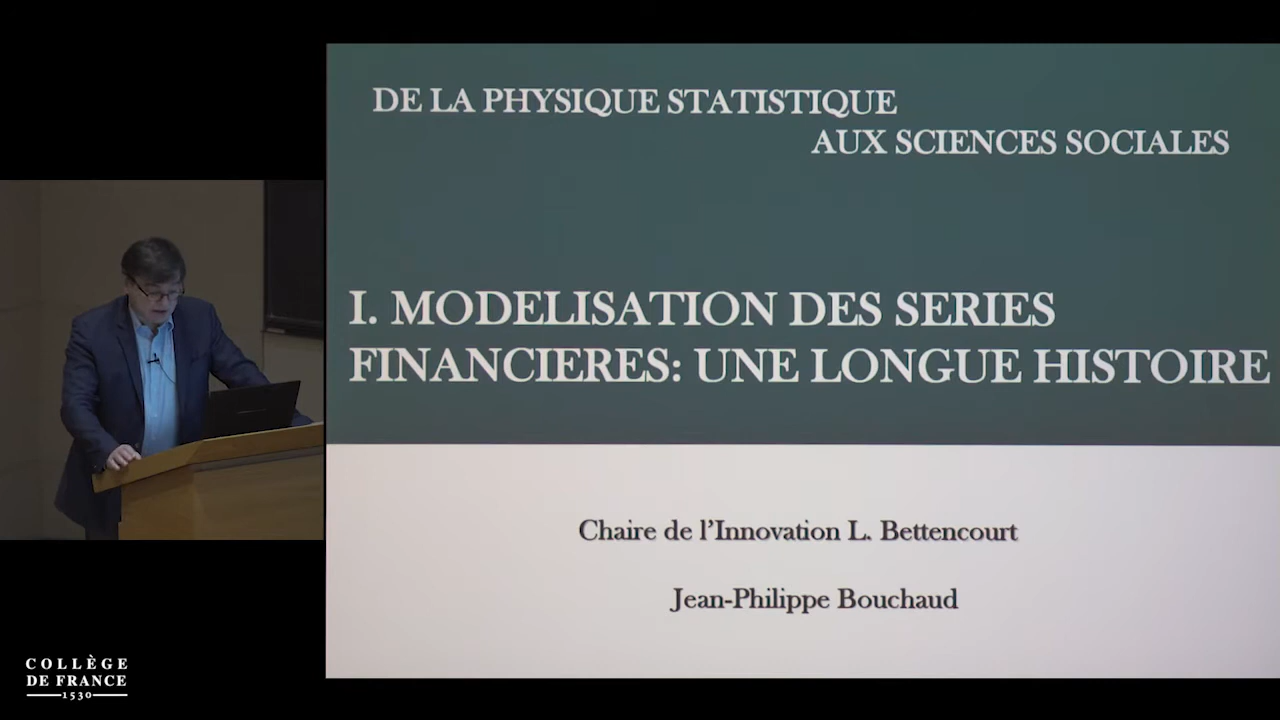 DE LA PHYSIQUE STATISTIQUE
AUX SCIENCES SOCIALES
I. MODELISATION DES SERIES
FINANCIERES: UNE LONGUE HISTOIRE
Chaire de l'Innovation L. Bettencourt
Jean-Philippe Bouchaud
COLLÈGE
DE FRANCE
1530